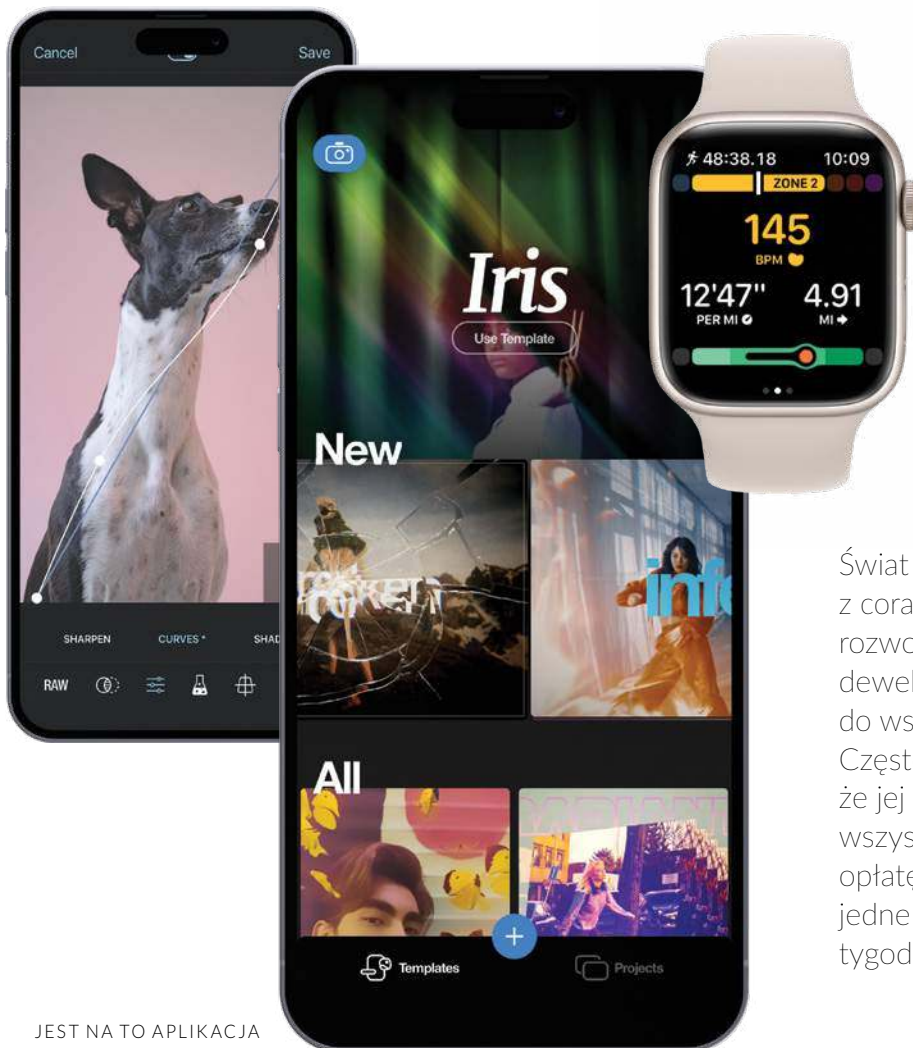 Cancel
Save
SHARPEN
CURVES *
SHAD
RAW
Iris
Use Template
New
info
All
Templates
Projects
48:38.18
10:09
ZONE 2
145
BPM
12'47"
4.91
PER MI
MI
Świat
z cora
rozwo
dewel
do ws
Częst
że jej
wszys
opłatę
jedne
tygod
JEST NA TO APLIKACJA